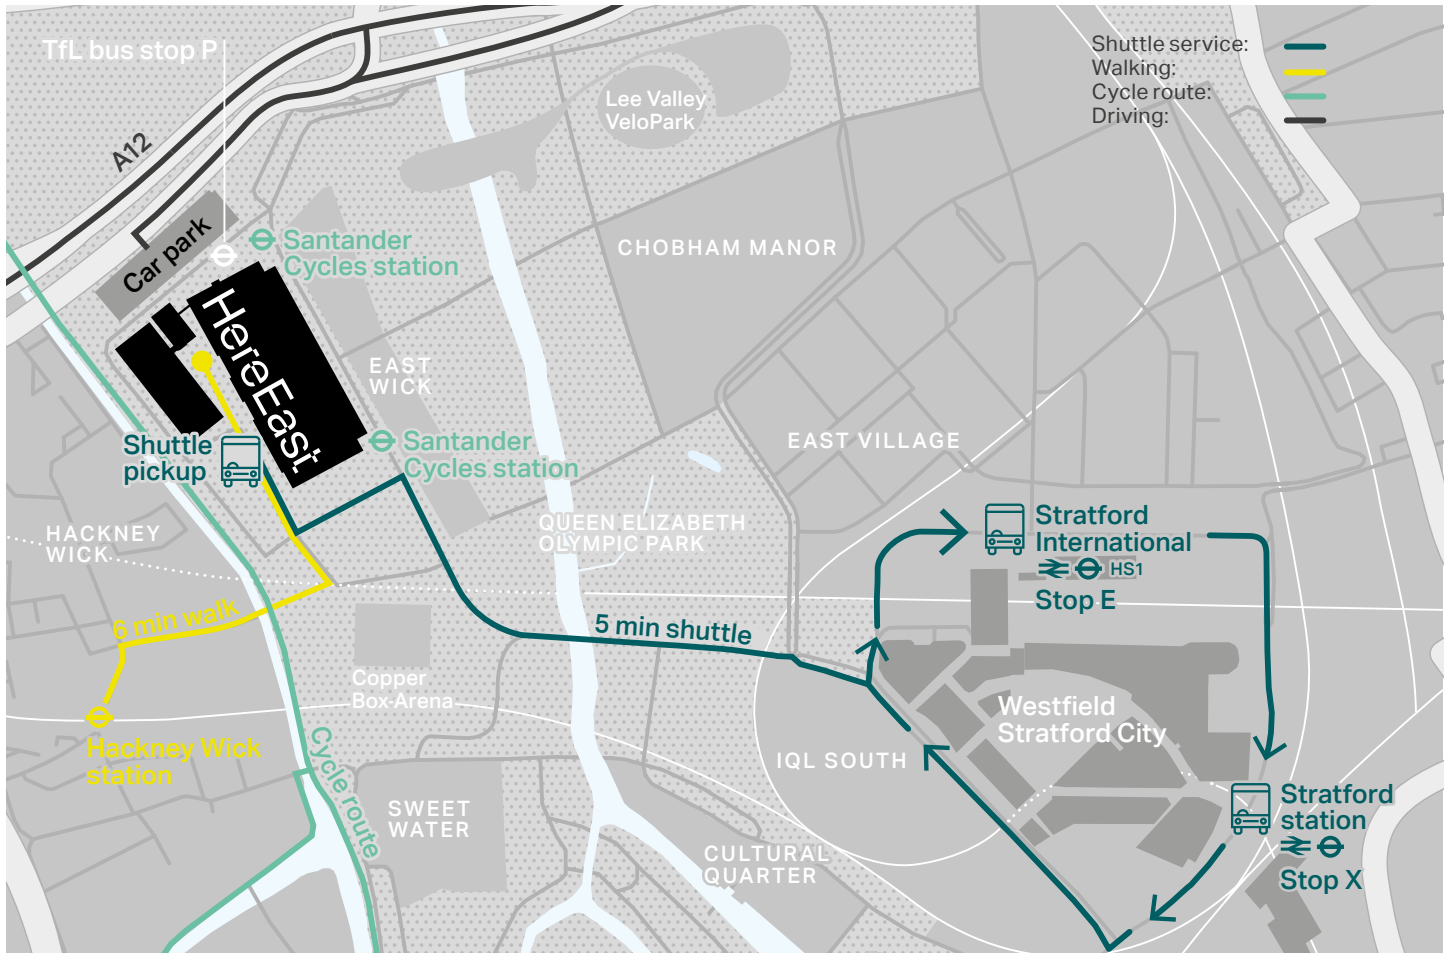 TfL bus stop P
Shuttle service:
Walking:
Cycle route:
Driving:
A12
Lee Valley
VeloPark
Car park
Santander
Cycles station
CHOBHAM MANOR
HereEast
EAST
WICK
Shuttle
pickup
Santander
Cycles station
EAST VILLAGE
HACKNEY
WICK
QUEEN ELIZABETH
OLYMPIC PARK
Stratford
International
HS1
Stop E
6 min walk
5 min shuttle
Copper
Box-Arena
Westfield
Stratford City
Hackney Wick
station
Cycle route
IQL SOUTH
SWEET
WATER
Stratford
station
Stop X
CULTURAL
QUARTER